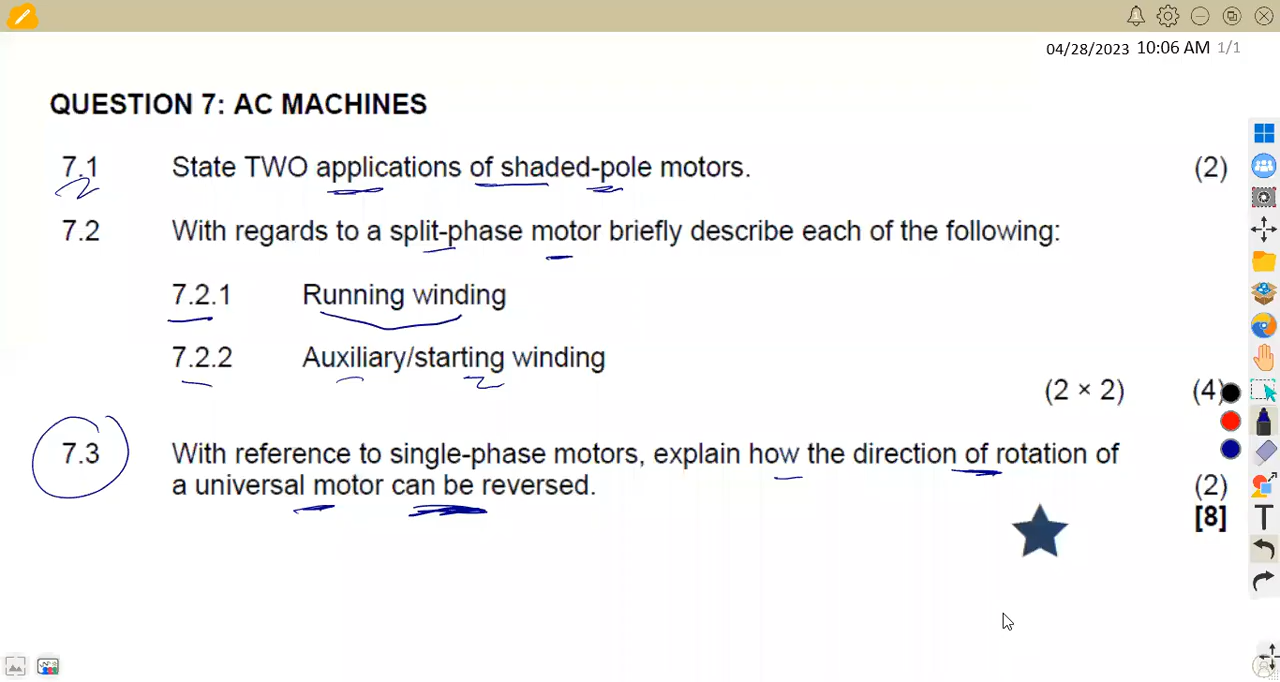 04/28/2023 10:06 AM 1/1
QUESTION 7: AC MACHINES
7.1 State TWO applications of shaded-pole motors. (2)
7.2 With regards to a split-phase motor briefly describe each of the following:
7.2.1 Running winding
7.2.2 Auxiliary/starting winding
(2 × 2) (4)
7.3 With reference to single-phase motors, explain how the direction of rotation of
a universal motor can be reversed. (2)
[8]